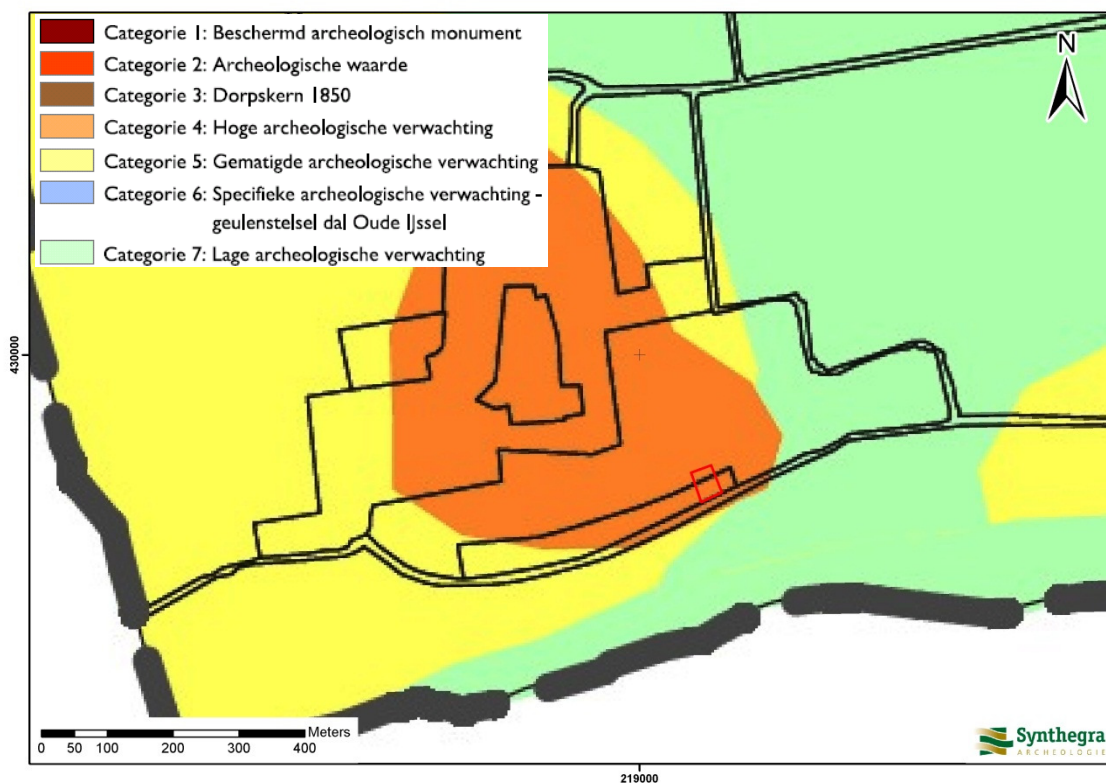 Categorie 1: Beschermd archeologisch monument
Categorie 2: Archeologische waarde
Categorie 3: Dorpskern 1850
Categorie 4: Hoge archeologische verwachting
Categorie 5: Gematigde archeologische verwachting
Categorie 6: Specifieke archeologische verwachting -
geulenstelsel dal Oude IJssel
Categorie 7: Lage archeologische verwachting
N
430000
Meters
0 50 100 200 300 400
Synthegra
ARCHEOLOGIE
219000